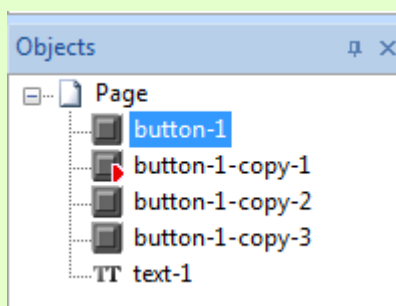 Objects
Page
button-1
button-1-copy-1
button-1-copy-2
button-1-copy-3
TT text-1